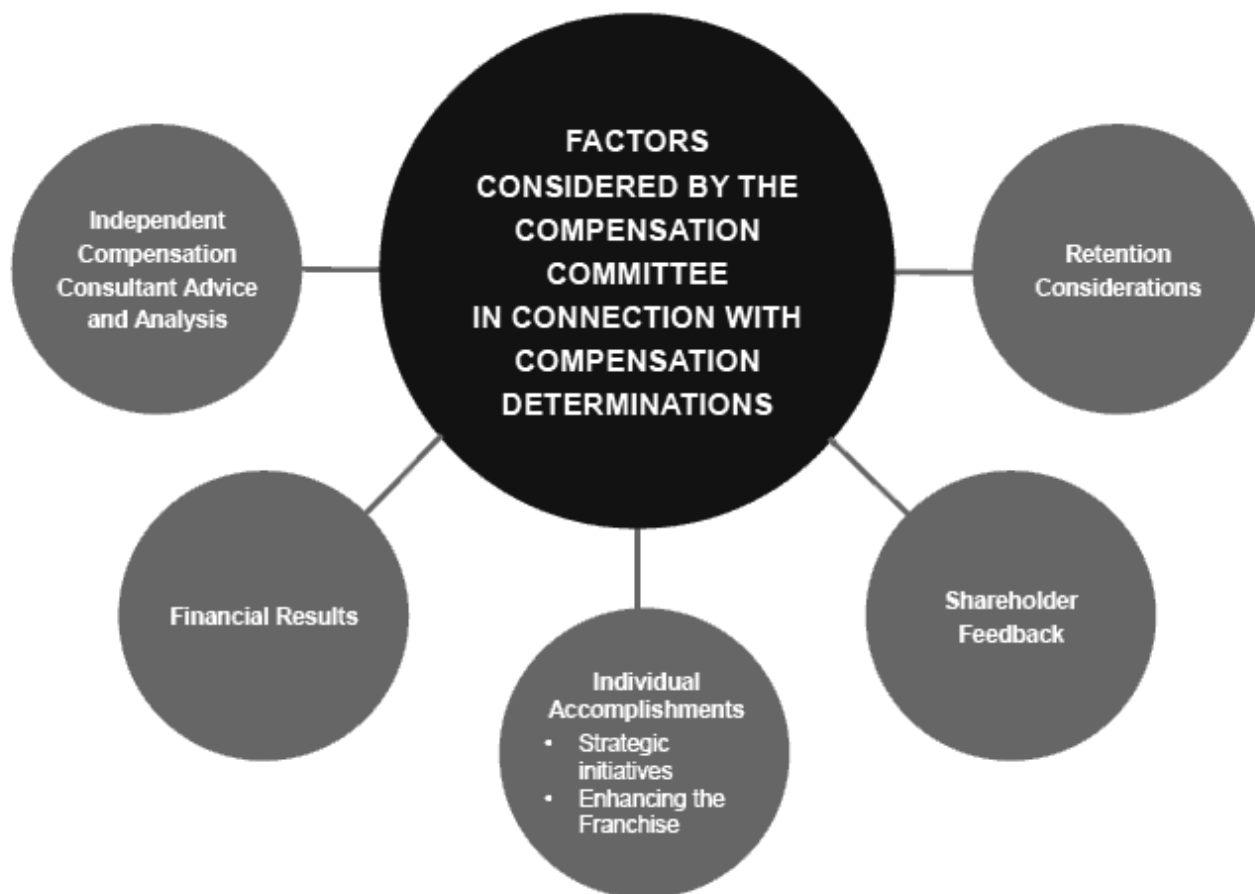 FACTORS
CONSIDERED BY THE
COMPENSATION
COMMITTEE
IN CONNECTION WITH
COMPENSATION
DETERMINATIONS
Independent
Compensation
Consultant Advice
and Analysis
Financial Results
Individual
Accomplishments
• Strategic
initiatives
• Enhancing the
Franchise
Shareholder
Feedback
Retention
Considerations